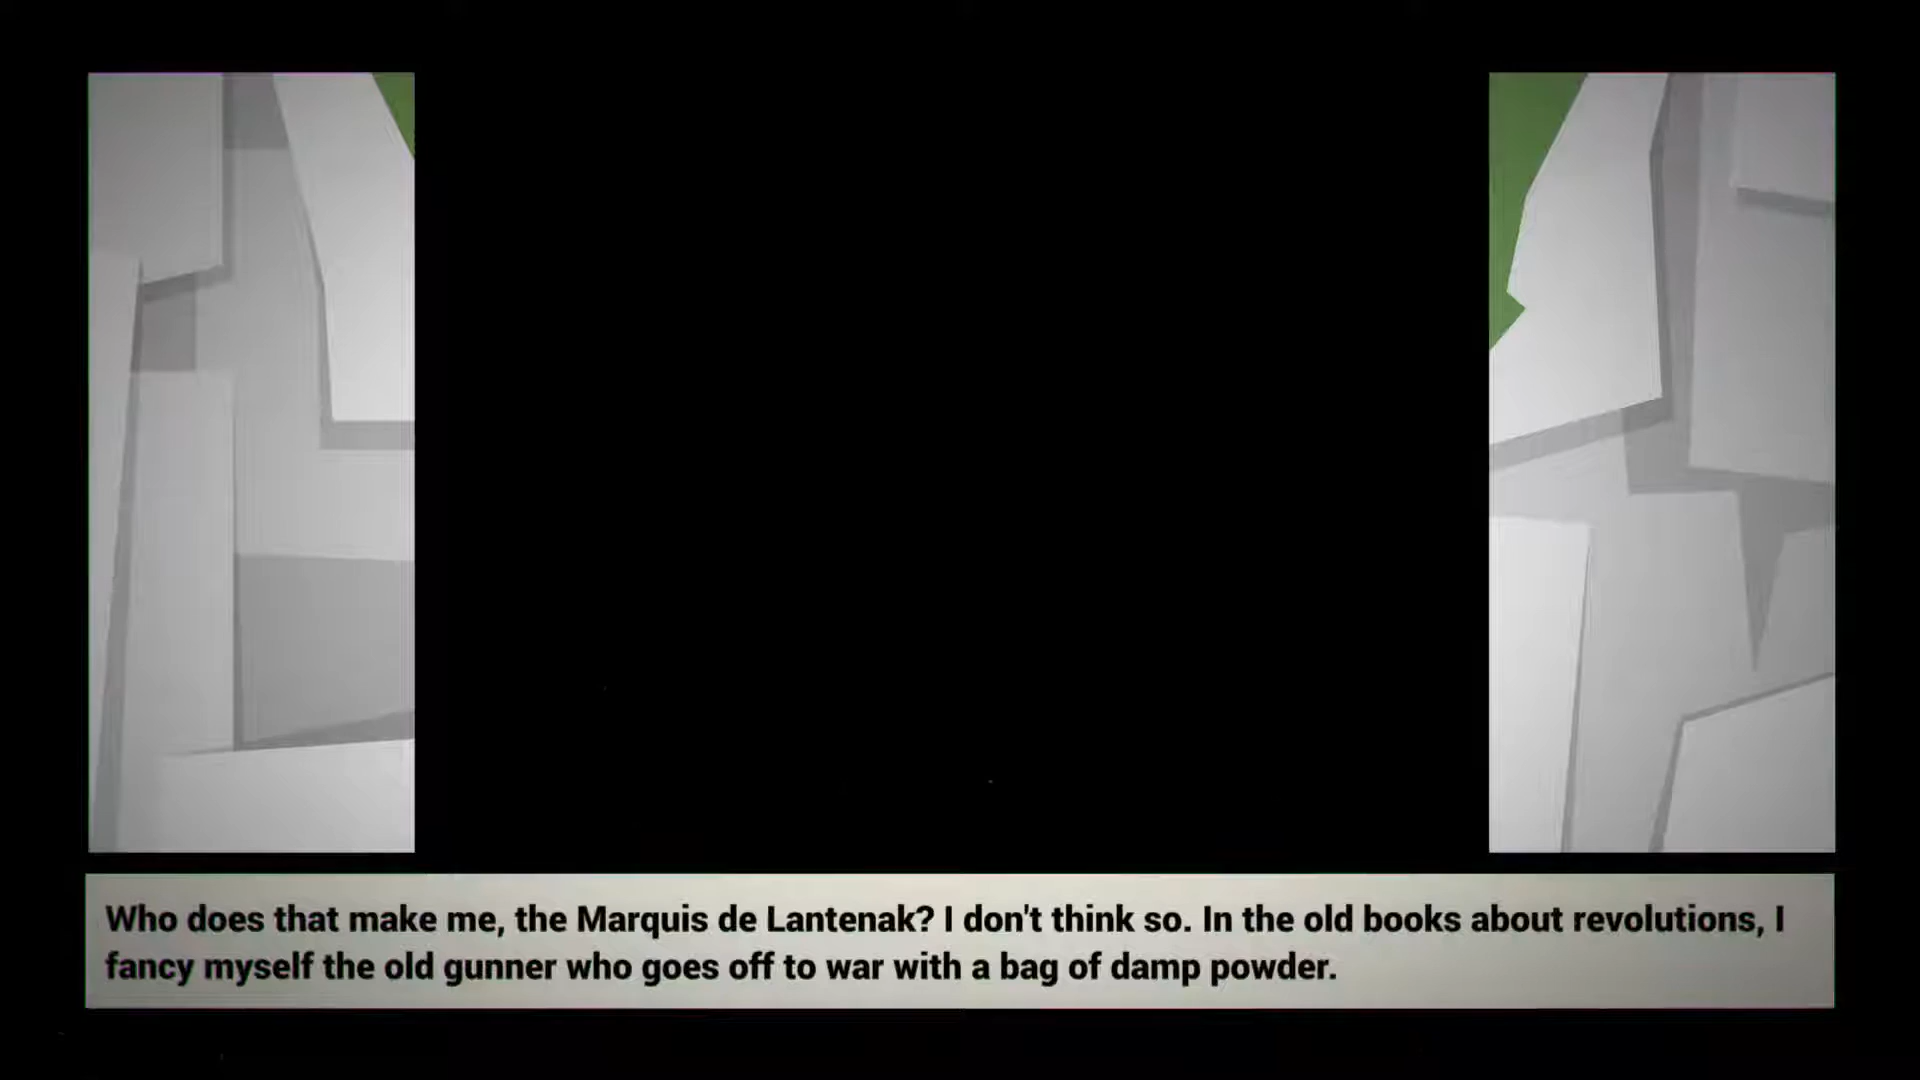 Who does that make me, the Marquis de Lantenak? I don't think so. In the old books about revolutions, I
fancy myself the old gunner who goes off to war with a bag of damp powder.